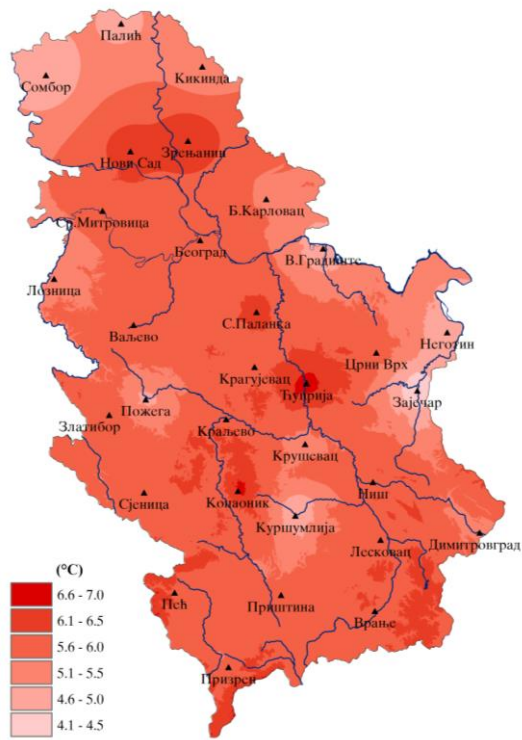 Палић
Сомбор
Кикинда
Зрењанин
Нови Сад
Б.Карловац
Ср.Митровица
Београд
В.Градиште
Лозница
С.Паланка
Ваљево
Неготин
Црни Врх
Крагујевац
Ћуприја
Зајечар
Пожега
Златибор
Краљево
Крушевац
Ниш
Сјеница
Копаоник
Куршумлија
Димитровград
Лесковац
(°C)
6.6 - 7.0
6.1 - 6.5
5.6 - 6.0
5.1 - 5.5
4.6 - 5.0
4.1 - 4.5
Пећ
Приштина
Врање
Призрен